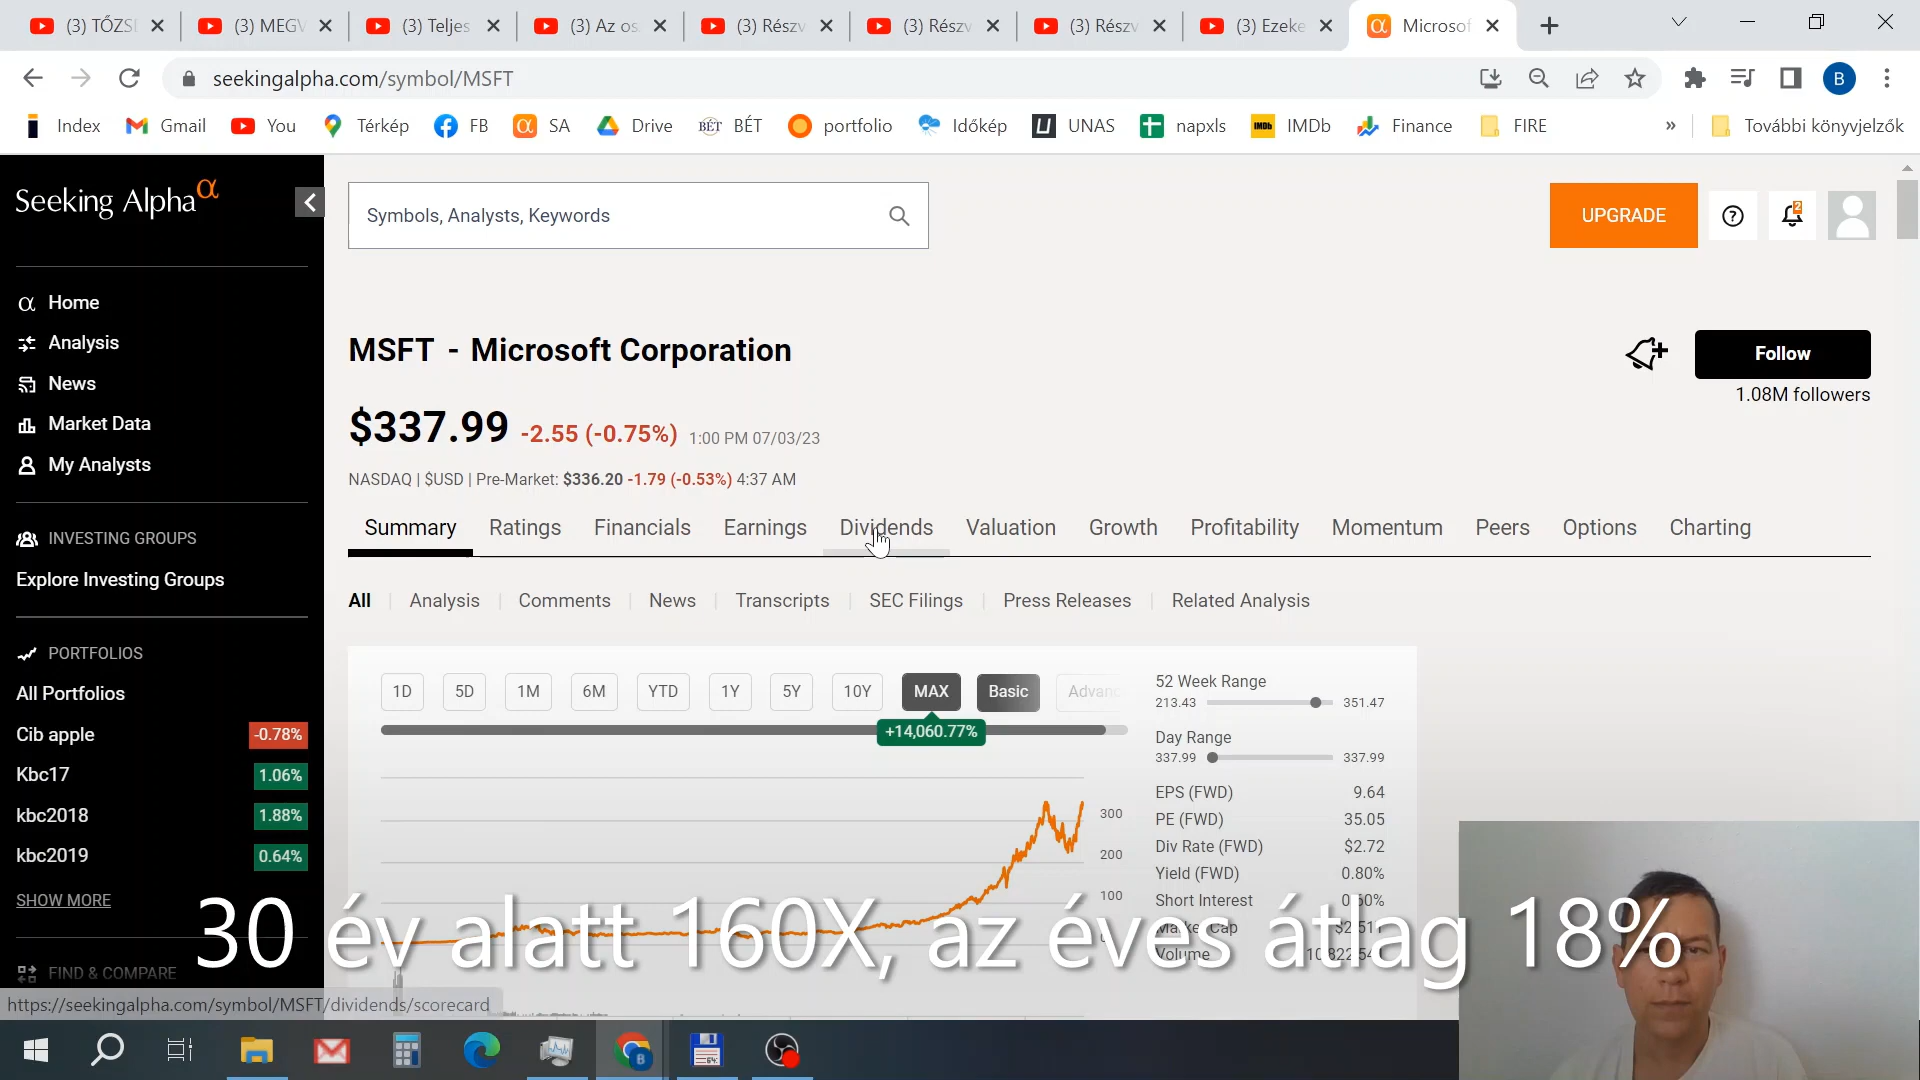 (3) TŐZS
(3) MEGV
(3) Teljes
(3) Az os
(3) Részv
(3) Részv
(3) Részv
(3) Ezeke
Microsof
seekingalpha.com/symbol/MSFT
B
Index
Gmail
You
Térkép
FB
SA
Drive
BÉT
BÉT
portfolio
Időkép
UNAS
napxls
IMDb
IMDb
Finance
FIRE
»
További könyvjelzők
Seeking Alpha α
Symbols, Analysts, Keywords
UPGRADE
2
Home
Analysis
News
Market Data
My Analysts
INVESTING GROUPS
Explore Investing Groups
PORTFOLIOS
All Portfolios
Cib apple -0.78%
Kbc17 1.06%
kbc2018 1.88%
kbc2019 0.64%
SHOW MORE
FIND & COMPARE
MSFT - Microsoft Corporation
Follow
1.08M followers
$337.99 -2.55 (-0.75%) 1:00 PM 07/03/23
NASDAQ | $USD | Pre-Market: $336.20 -1.79 (-0.53%) 4:37 AM
Summary Ratings Financials Earnings Dividends Valuation Growth Profitability Momentum Peers Options Charting
All | Analysis | Comments | News | Transcripts | SEC Filings | Press Releases | Related Analysis
1D 5D 1M 6M YTD 1Y 5Y 10Y MAX Basic Advanc
+14,060.77%
300
200
100
52 Week Range
213.43 351.47
Day Range
337.99 337.99
EPS (FWD) 9.64
PE (FWD) 35.05
Div Rate (FWD) $2.72
Yield (FWD) 0.80%
Short Interest
Volume
30 év alatt 160X, az éves átlag 18%
https://seekingalpha.com/symbol/MSFT/dividends/scorecard
B
64